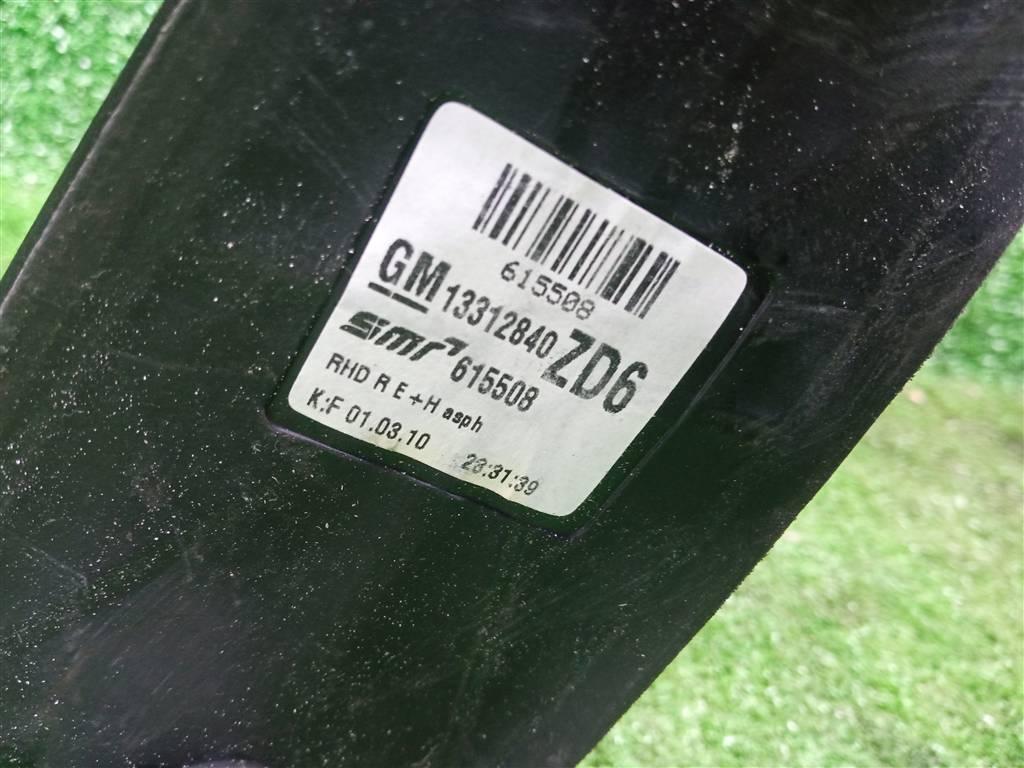 615508
GM 13312840 ZD6
smr 615508
RHD R E+H asph
K:F 01.03.10 23:31:39